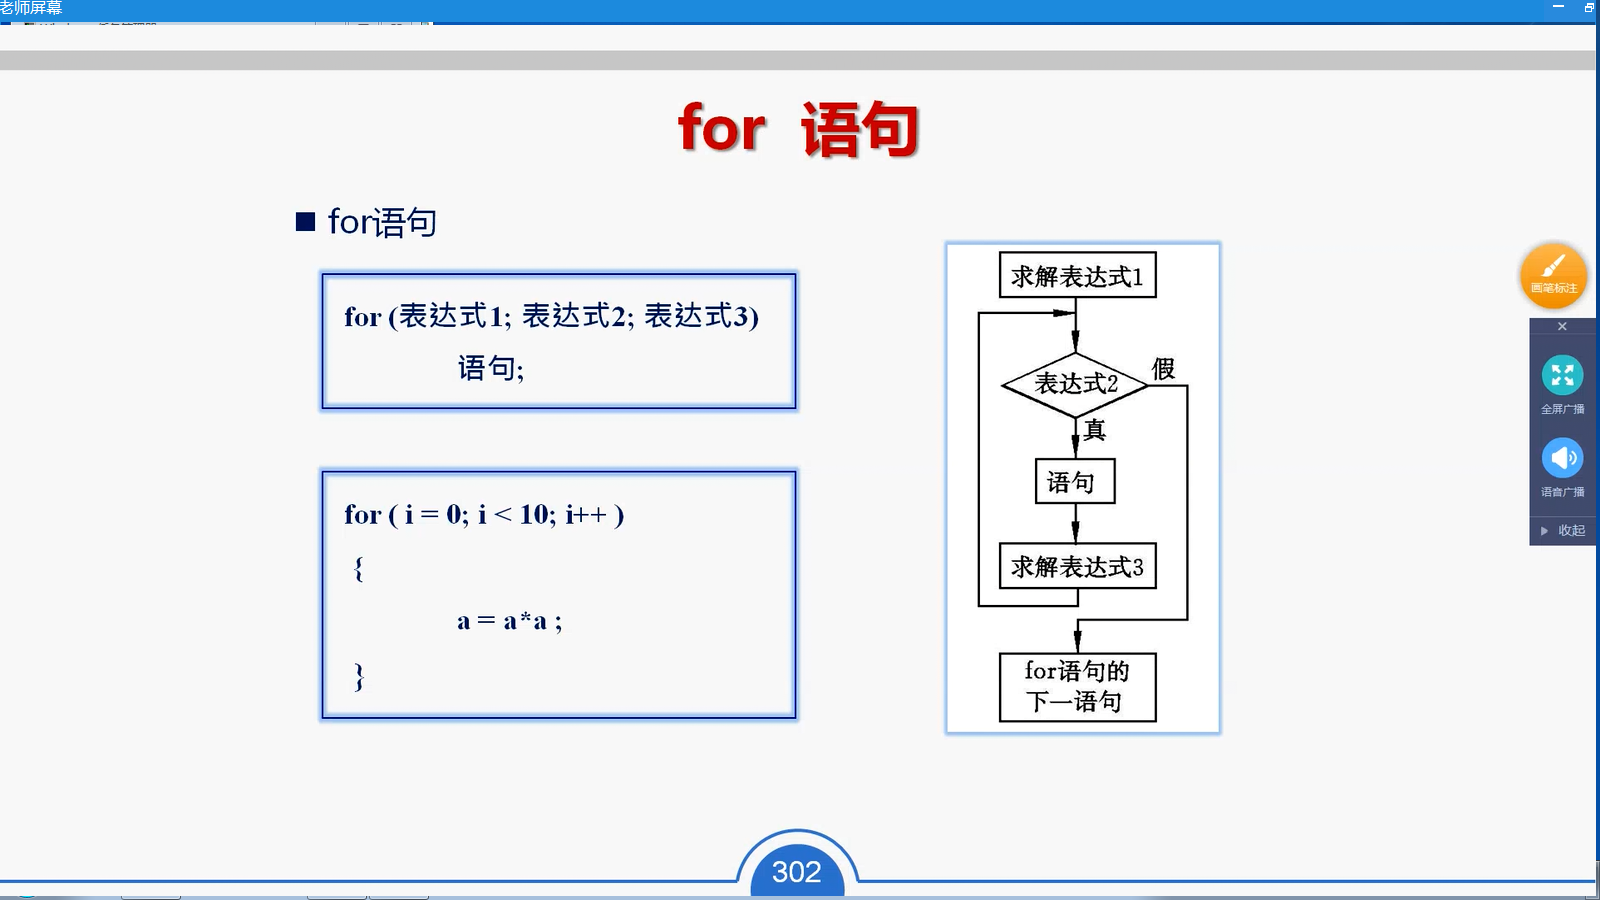 老师屏幕
for 语句
■ for语句
for (表达式1; 表达式2; 表达式3)
语句;
for ( i = 0; i < 10; i++ )
{
a = a*a ;
}
求解表达式1
表达式2
假
真
语句
求解表达式3
for语句的
下一语句
画笔标注
全屏广播
语音广播
收起
302